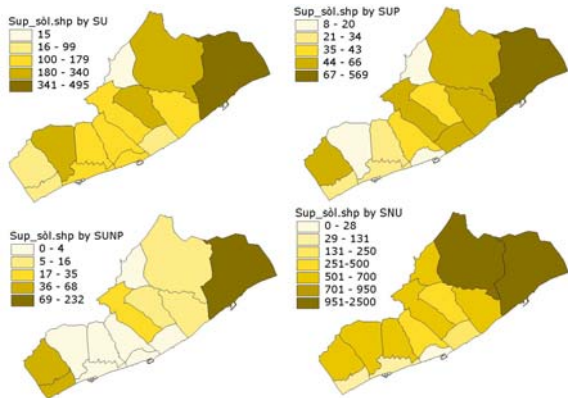 Sup_sòl.shp by SU
15
16 - 99
100 - 179
180 - 340
341 - 495
Sup_sòl.shp by SUP
8 - 20
21 - 34
35 - 43
44 - 66
67 - 569
Sup_sòl.shp by SUNP
0 - 4
5 - 16
17 - 35
36 - 68
69 - 232
Sup_sòl.shp by SNU
0 - 28
29 - 131
131 - 250
251-500
501 - 700
701 - 950
951-2500